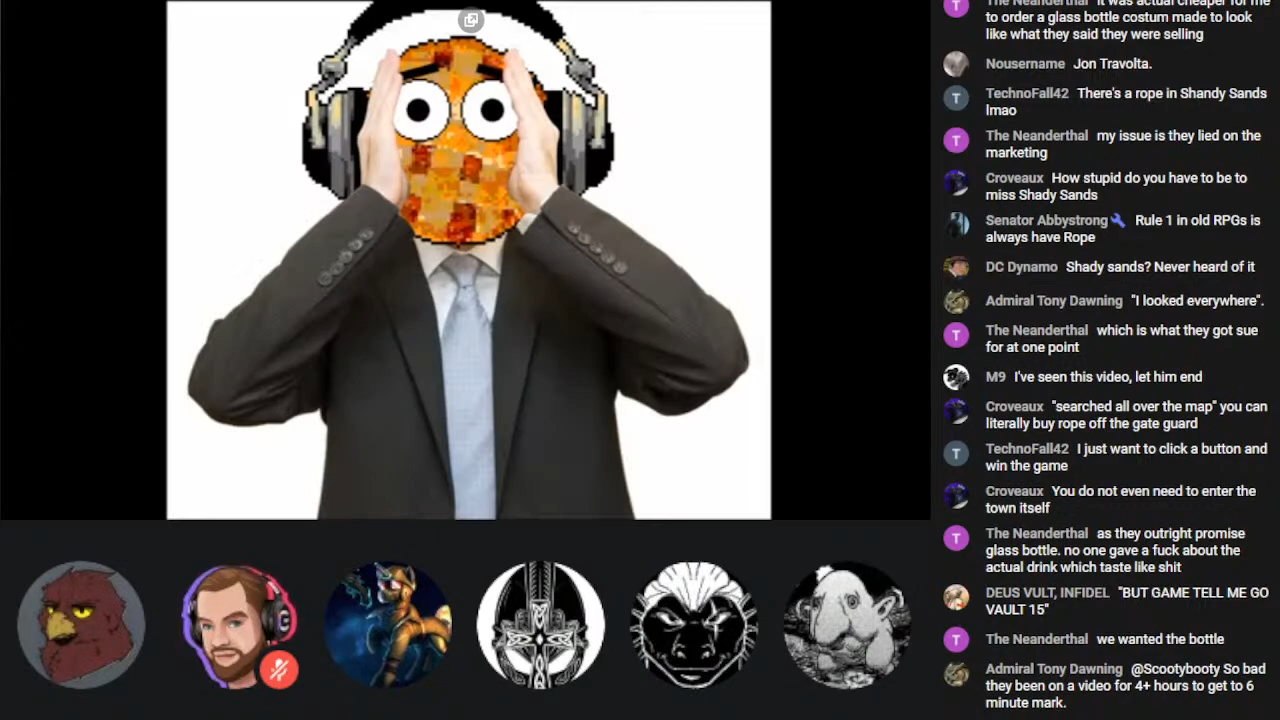 The Neanderthal it was actual cheaper for me
to order a glass bottle costum made to look
like what they said they were selling
Nousername Jon Travolta.
TechnoFall42 There's a rope in Shandy Sands
lmao
The Neanderthal my issue is they lied on the
marketing
Croveaux How stupid do you have to be to
miss Shady Sands
Senator Abbystrong Rule 1 in old RPGs is
always have Rope
DC Dynamo Shady sands? Never heard of it
Admiral Tony Dawning "I looked everywhere".
The Neanderthal which is what they got sue
for at one point
M9 I've seen this video, let him end
Croveaux "searched all over the map" you can
literally buy rope off the gate guard
TechnoFall42 I just want to click a button and
win the game
Croveaux You do not even need to enter the
town itself
The Neanderthal as they outright promise
glass bottle. no one gave a fuck about the
actual drink which taste like shit
DEUS VULT, INFIDEL "BUT GAME TELL ME GO
VAULT 15"
The Neanderthal we wanted the bottle
Admiral Tony Dawning @Scootybooty So bad
they been on a video for 4+ hours to get to 6
minute mark.
T
T
T
T
T
T